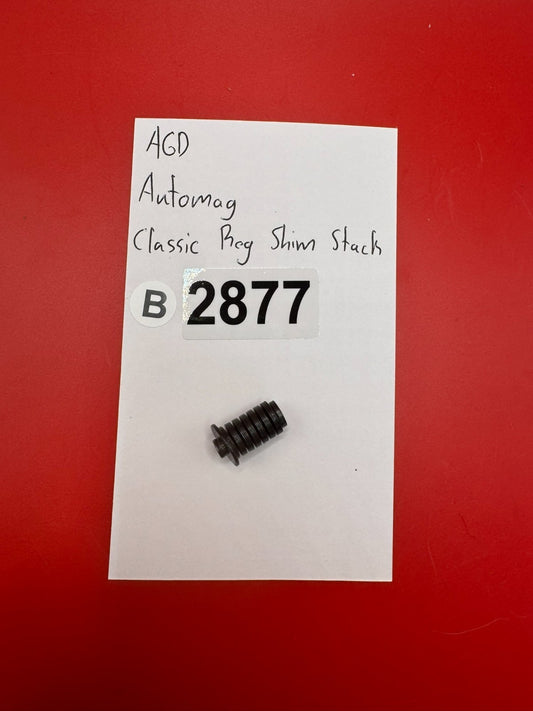 AGD
Automag
Classic Reg Shim Stack
B 2877